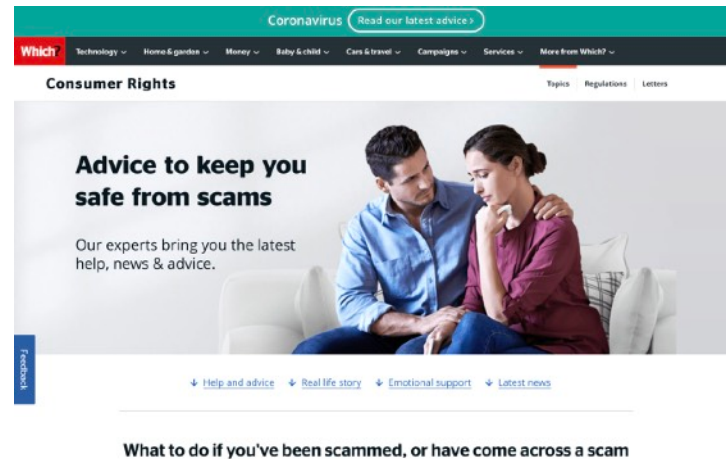 Coronavirus Read our latest advice >
Which? Technology Home & garden Money Baby & child Cars & travel Campaigns Services More from Which?
Consumer Rights Topics Regulations Letters
Advice to keep you
safe from scams
Our experts bring you the latest
help, news & advice.
Feedback
Help and advice Real life story Emotional support Latest news
What to do if you've been scammed, or have come across a scam